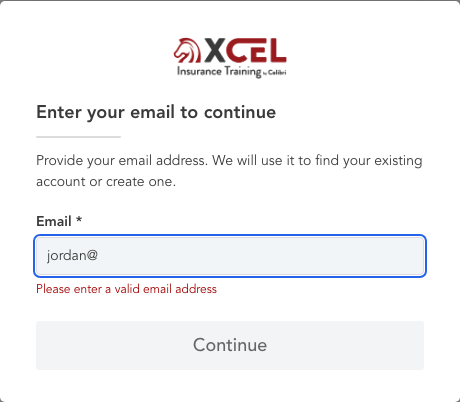 XCEL
Insurance Training by Colibri
Enter your email to continue
Provide your email address. We will use it to find your existing
account or create one.
Email *
jordan@
Please enter a valid email address
Continue